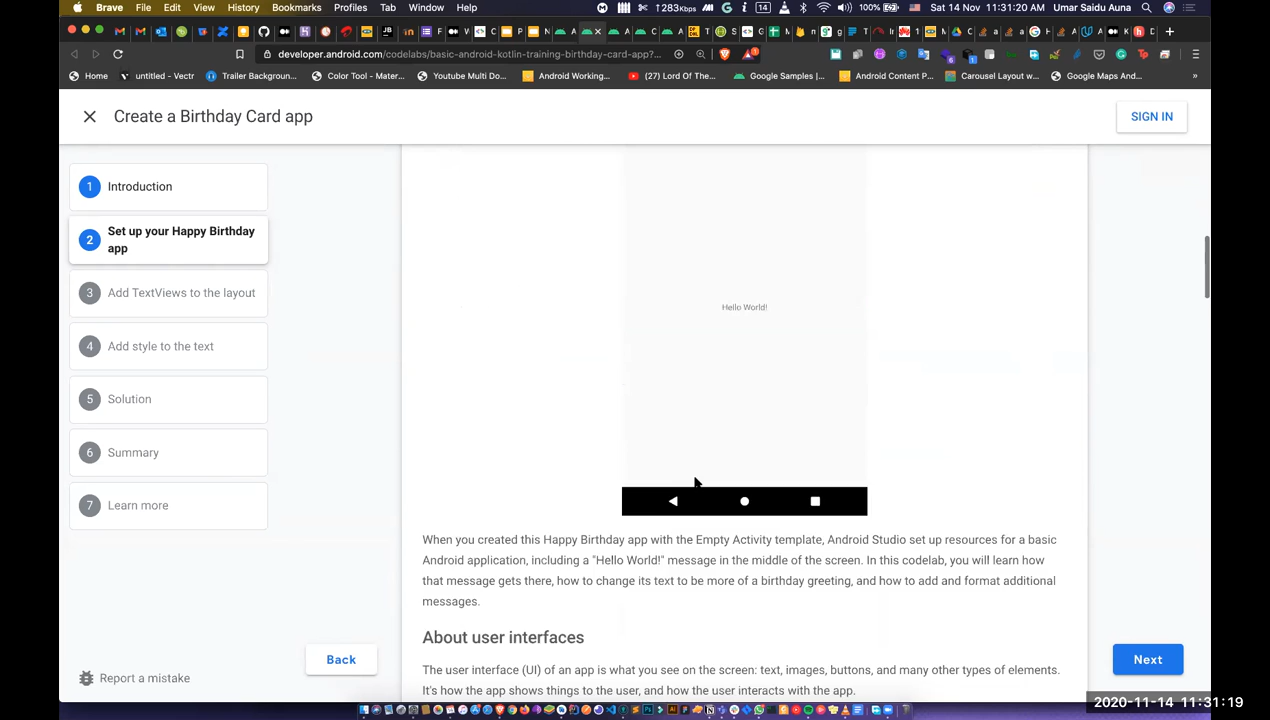 Brave File Edit View History Bookmarks Profiles Tab Window Help 1283Kbps 14 100% Sat 14 Nov 11:31:20 AM Umar Saidu Auna
developer.android.com/codelabs/basic-android-kotlin-training-birthday-card-app?...
Home untitled - Vectr Trailer Backgroun... Color Tool - Mater... Youtube Multi Do... Android Working... (27) Lord Of The... Google Samples |... Android Content P... Carousel Layout w... Google Maps And... »
Create a Birthday Card app
SIGN IN
1 Introduction
2 Set up your Happy Birthday
app
3 Add TextViews to the layout
4 Add style to the text
5 Solution
6 Summary
7 Learn more
Hello World!
When you created this Happy Birthday app with the Empty Activity template, Android Studio set up resources for a basic
Android application, including a "Hello World!" message in the middle of the screen. In this codelab, you will learn how
that message gets there, how to change its text to be more of a birthday greeting, and how to add and format additional
messages.
About user interfaces
The user interface (UI) of an app is what you see on the screen: text, images, buttons, and many other types of elements.
It's how the app shows things to the user, and how the user interacts with the app.
Back
Next
Report a mistake
2020-11-14 11:31:19